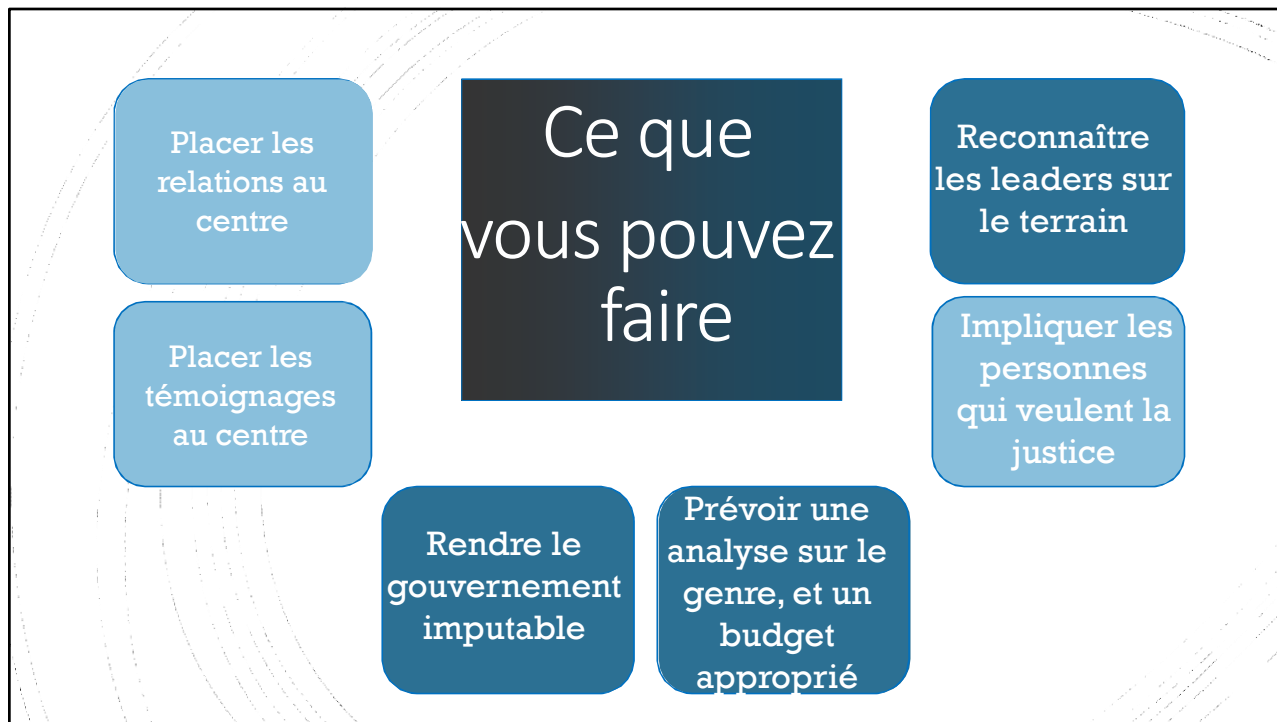 Placer les
relations au
centre
Placer les
témoignages
au centre
Ce que
vous pouvez
faire
Reconnaître
les leaders sur
le terrain
Impliquer les
personnes
qui veulent la
justice
Rendre le
gouvernement
imputable
Prévoir une
analyse sur le
genre, et un
budget
approprié